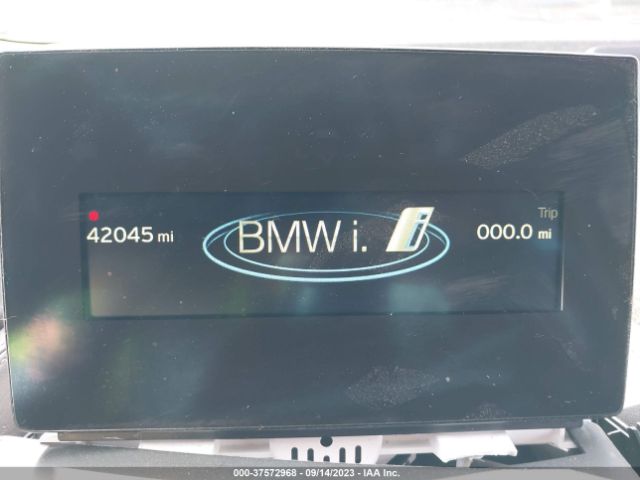 Trip
42045 mi
BMW i.
i
000.0 mi
000-37572968 | 09/14/2023 | IAA Inc.